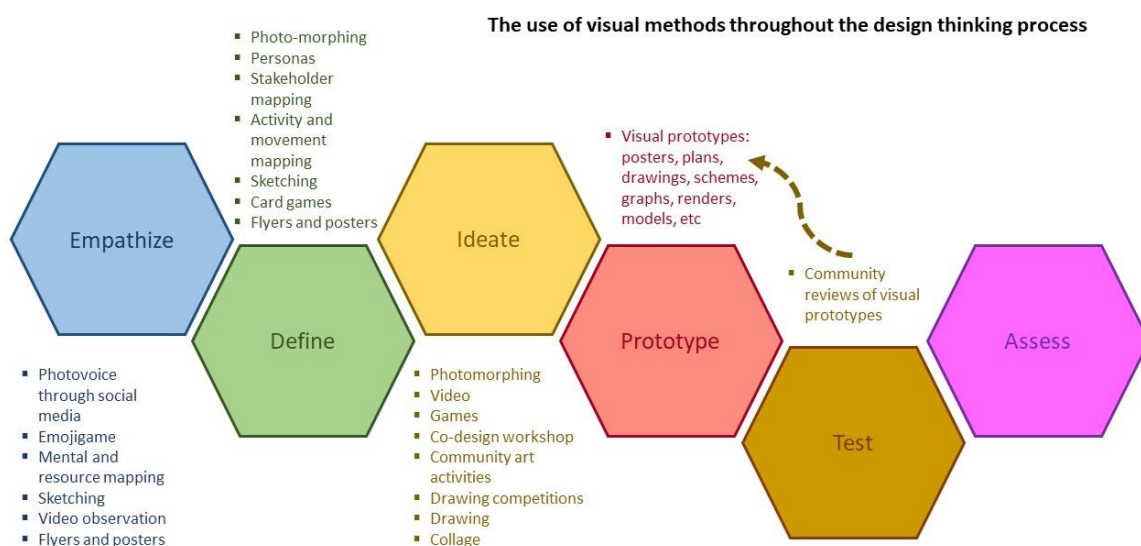 The use of visual methods throughout the design thinking process
Empathize
▪ Photovoice
through social
media
▪ Emojigame
▪ Mental and
resource mapping
▪ Sketching
▪ Video observation
▪ Flyers and posters
▪ Photo-morphing
▪ Personas
▪ Stakeholder
mapping
▪ Activity and
movement
mapping
▪ Sketching
▪ Card games
▪ Flyers and posters
Define
Ideate
▪ Photomorphing
▪ Video
▪ Games
▪ Co-design workshop
▪ Community art
activities
▪ Drawing competitions
▪ Drawing
▪ Collage
▪ Visual prototypes:
posters, plans,
drawings, schemes,
graphs, renders,
models, etc
Prototype
▪ Community
reviews of visual
prototypes
Test
Assess